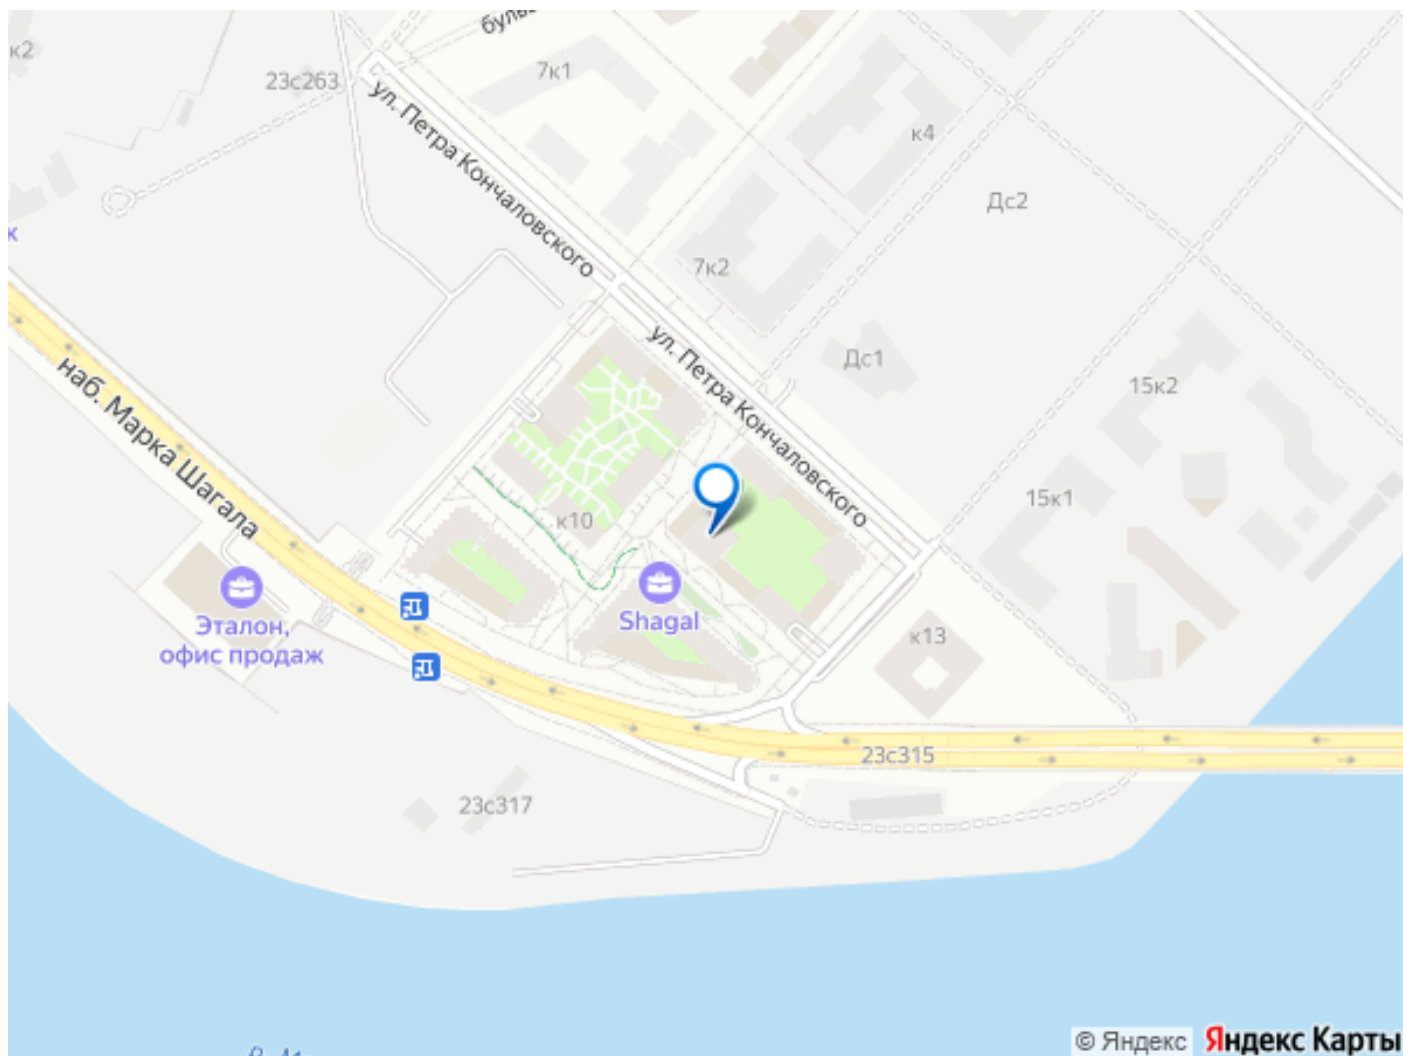 к2
23с263
7к1
ул. Петра Кончаловского
к4
Дс2
7к2
ул. Петра Кончаловского
Дс1
15к2
наб. Марка Шагала
15к1
к10
Shagal
Эталон,
офис продаж
к13
23с315
23с317
© Яндекс
Яндекс Карты